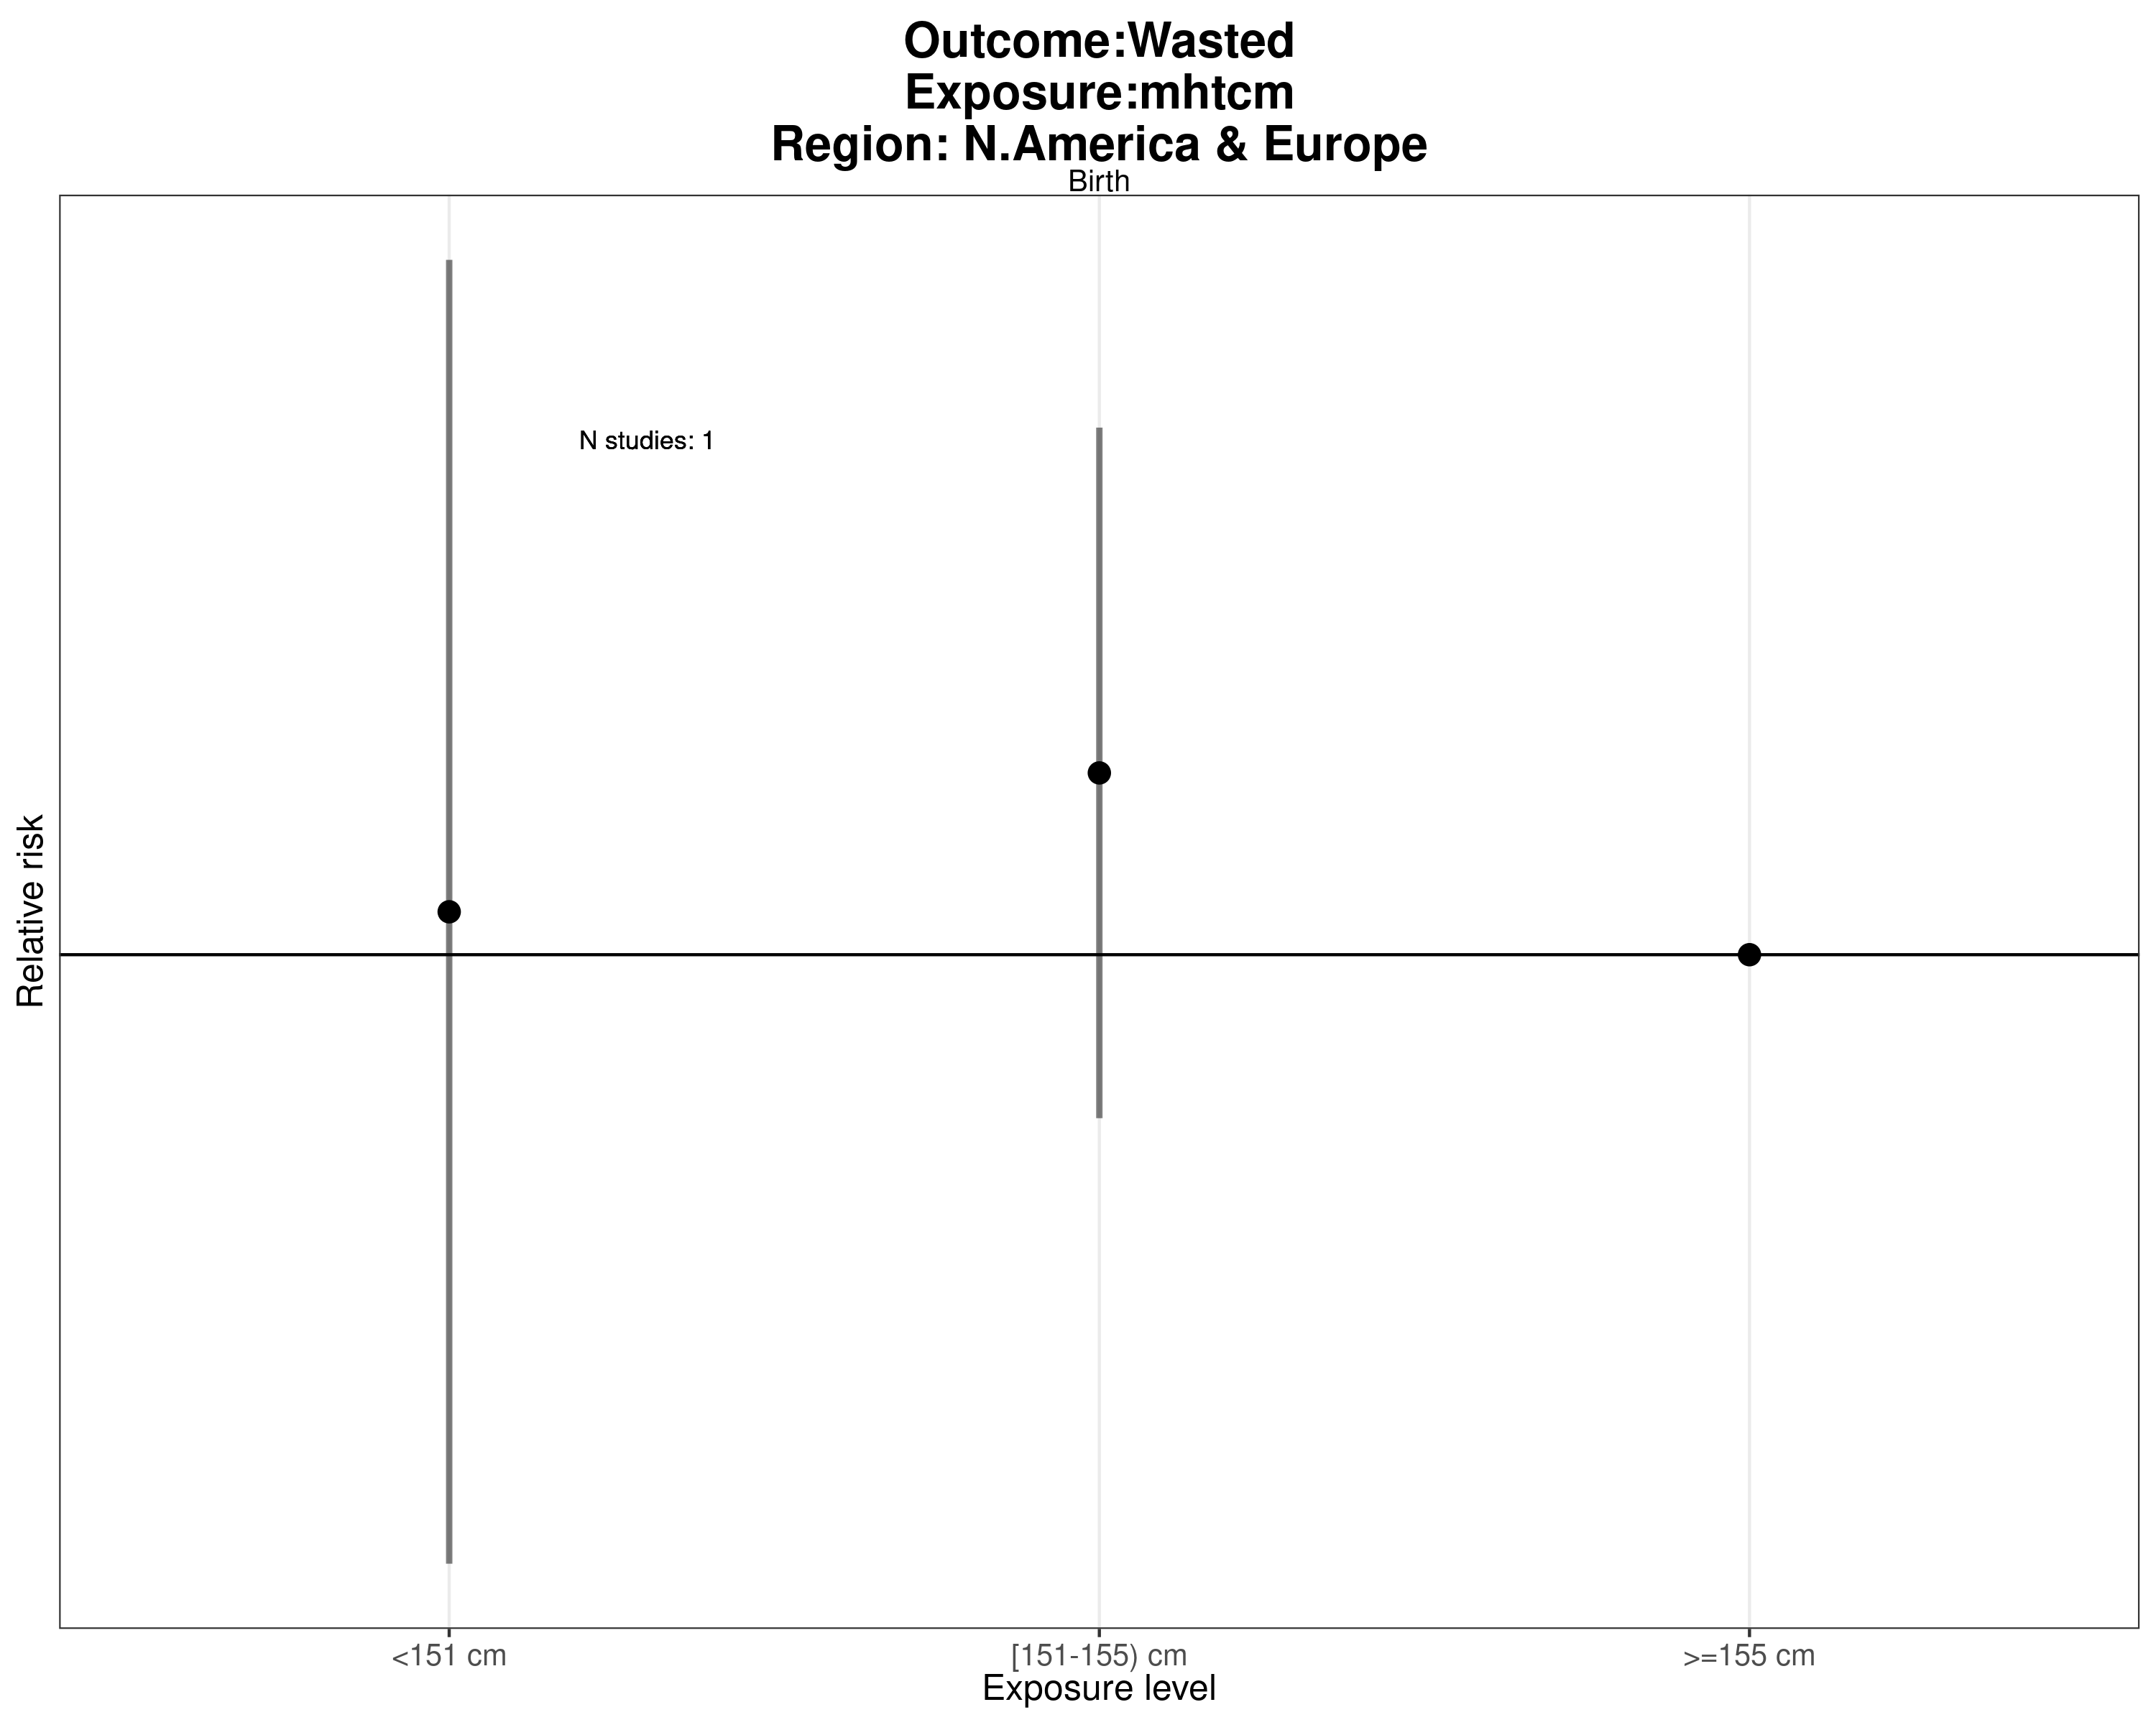 Outcome:Wasted
Exposure:mhtcm
Region: N.America & Europe
Birth
N studies: 1
Relative risk
<151 cm
[151-155) cm
>=155 cm
Exposure level